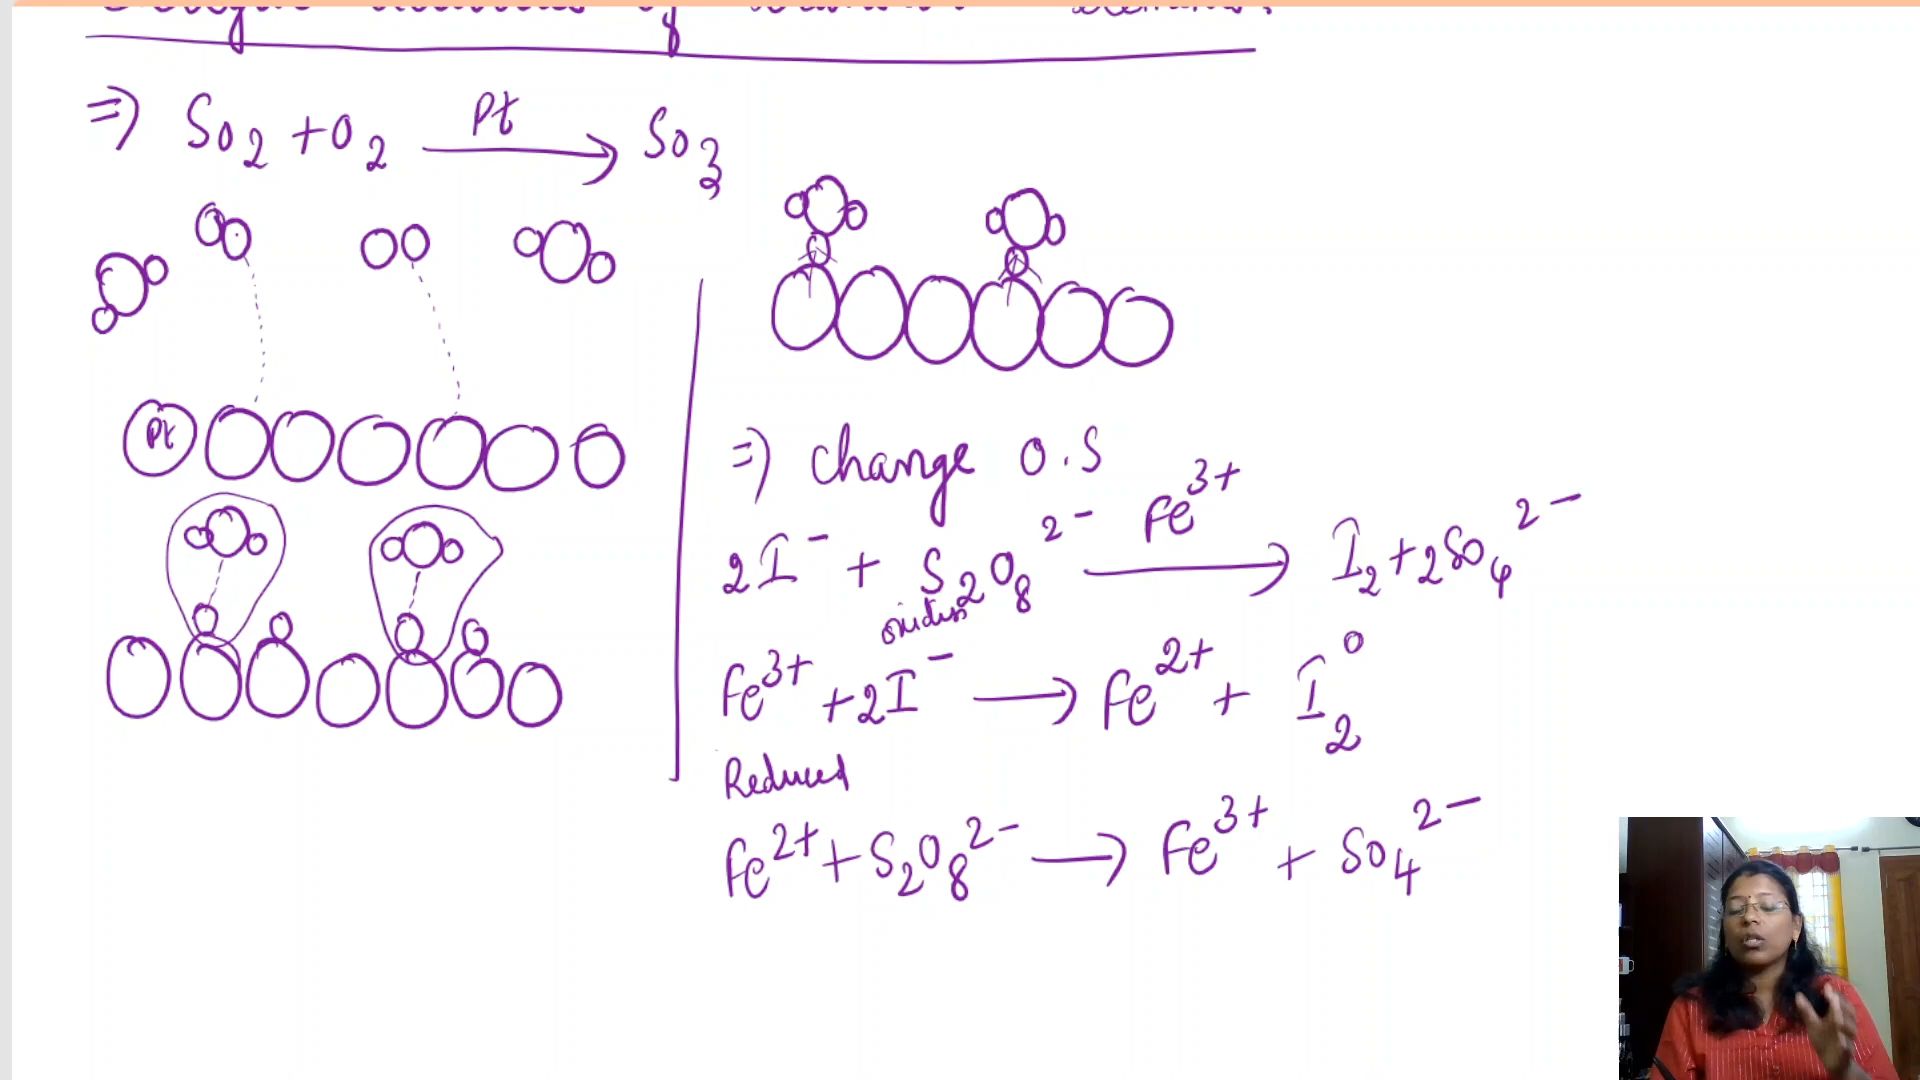 of
⇒ SO2 + O2 Pt → SO3
Pt
⇒ change O.S
2I⁻ + S2O8²⁻ Fe³⁺ → I2 + 2SO4²⁻
Fe³⁺ + 2I⁻ → Fe²⁺ + I2⁰
Reduced
Fe²⁺ + S2O8²⁻ → Fe³⁺ + SO4²⁻